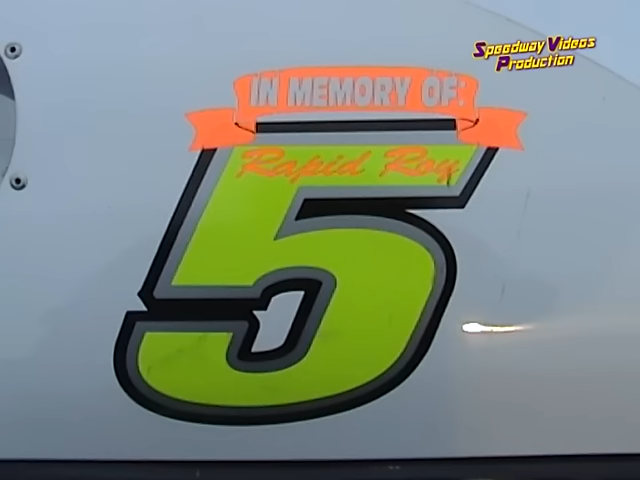 Speedway Videos
Production
IN MEMORY OF:
Rapid Roy
5